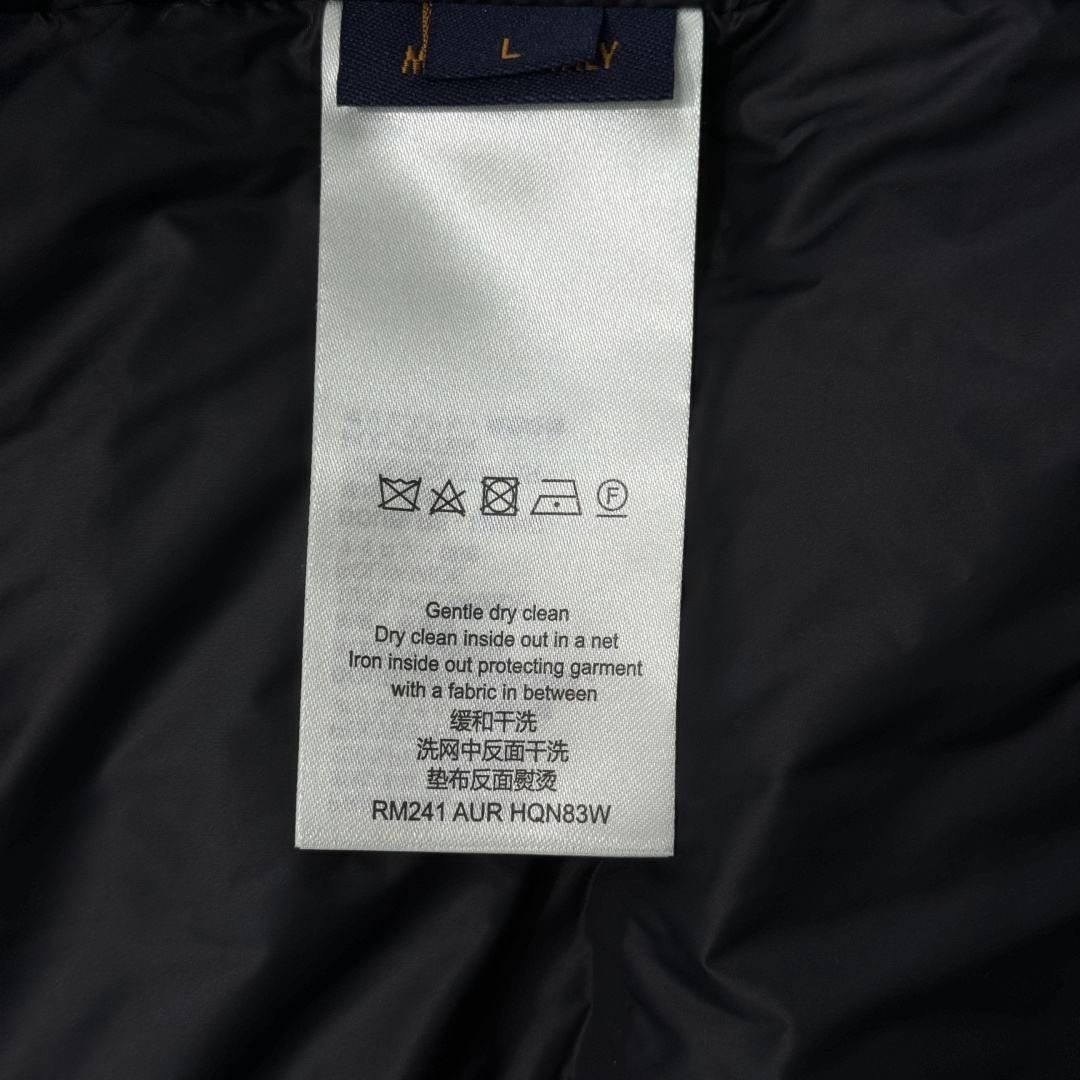 L
Gentle dry clean
Dry clean inside out in a net
Iron inside out protecting garment
with a fabric in between
缓和干洗
洗网中反面干洗
垫布反面熨烫
RM241 AUR HQN83W